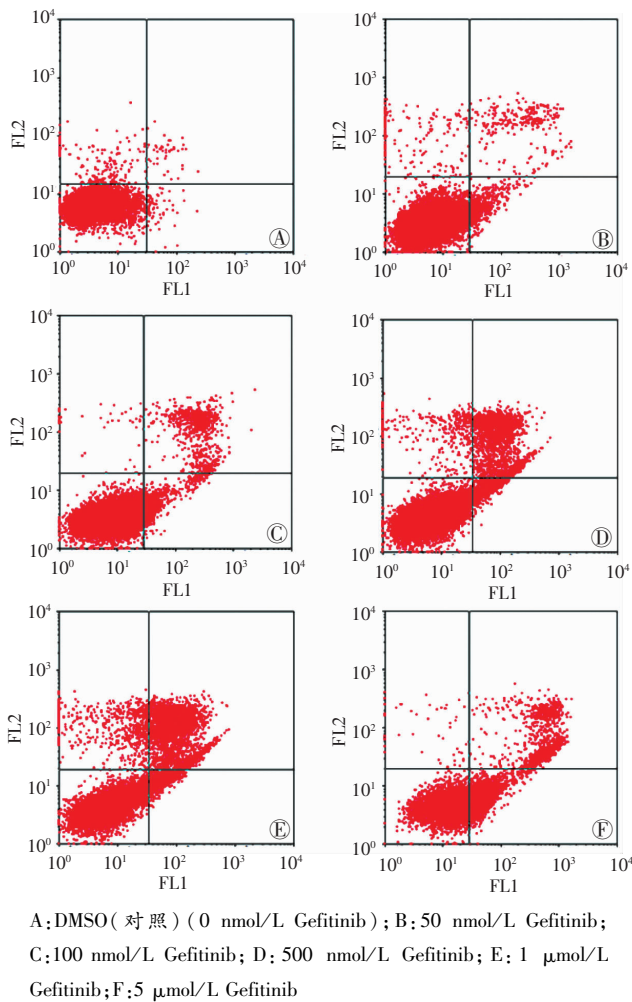 10⁴
10³
10²
10¹
10⁰
FL2
10⁰ 10¹ 10² 10³ 10⁴
FL1
Ⓐ
10⁴
10³
10²
10¹
10⁰
FL2
10⁰ 10¹ 10² 10³ 10⁴
FL1
Ⓑ
10⁴
10³
10²
10¹
10⁰
FL2
10⁰ 10¹ 10² 10³ 10⁴
FL1
Ⓒ
10⁴
10³
10²
10¹
10⁰
FL2
10⁰ 10¹ 10² 10³ 10⁴
FL1
Ⓓ
10⁴
10³
10²
10¹
10⁰
FL2
10⁰ 10¹ 10² 10³ 10⁴
FL1
Ⓔ
10⁴
10³
10²
10¹
10⁰
FL2
10⁰ 10¹ 10² 10³ 10⁴
FL1
Ⓕ
A:DMSO(对照)(0 nmol/L Gefitinib);B:50 nmol/L Gefitinib;
C:100 nmol/L Gefitinib;D:500 nmol/L Gefitinib;E:1 μmol/L
Gefitinib;F:5 μmol/L Gefitinib